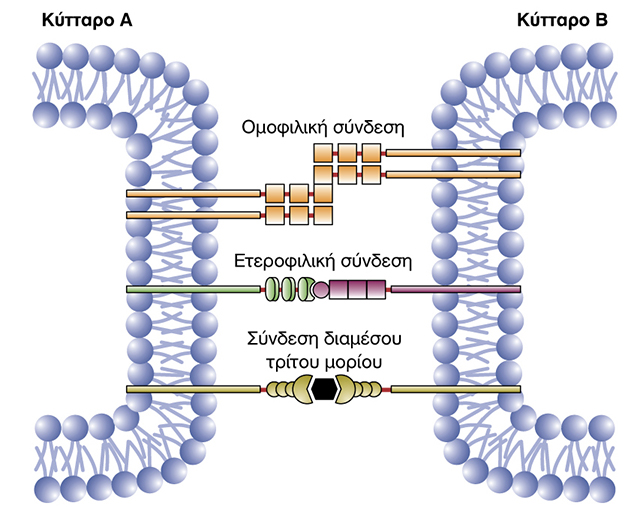 Κύτταρο Α
Κύτταρο Β
Ομοφιλική σύνδεση
Ετεροφιλική σύνδεση
Σύνδεση διαμέσου
τρίτου μορίου